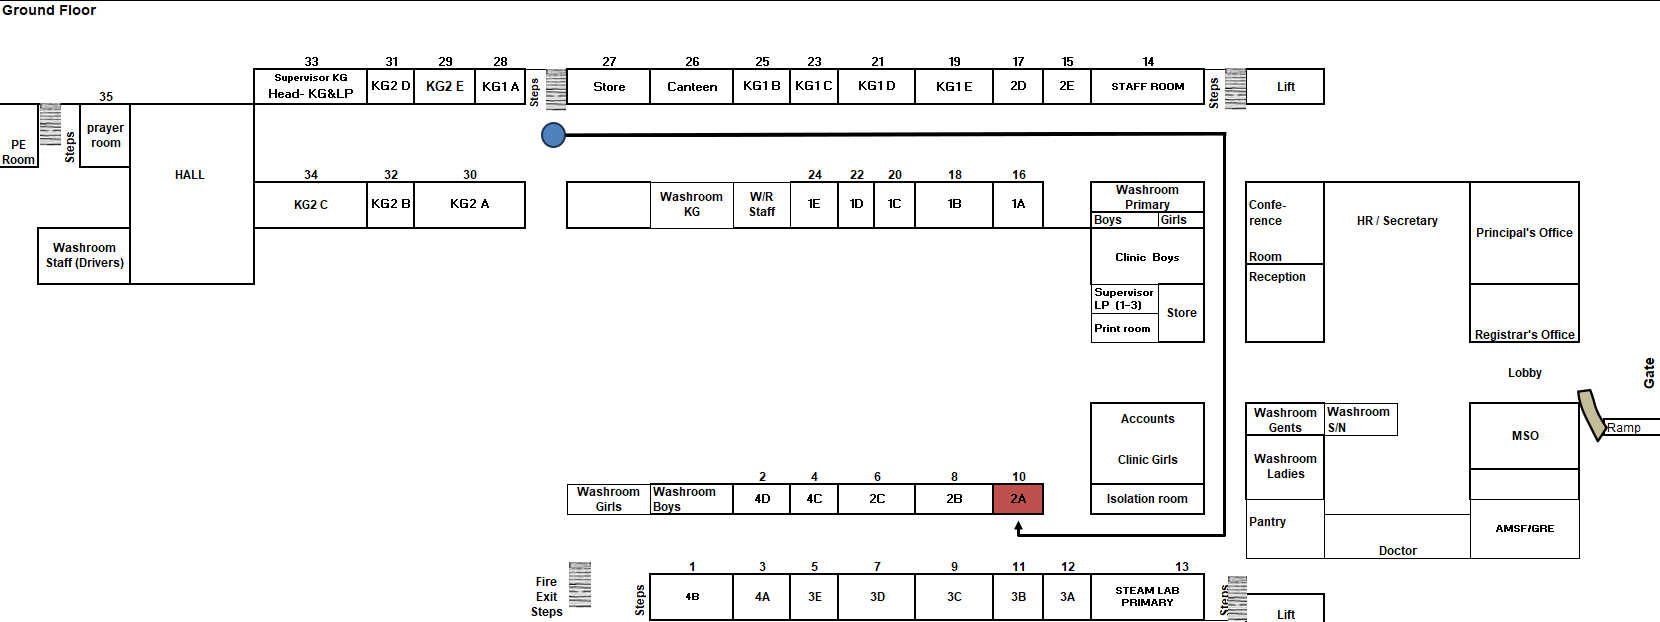 Ground Floor
33 31 29 28 27 26 25 23 21 19 17 15 14
Supervisor KG
Head- KG&LP
KG2 D
KG2 E
KG1 A
Steps
Store
Canteen
KG1 B
KG1 C
KG1 D
KG1 E
2D
2E
STAFF ROOM
Steps
Lift
35
PE
Room
Steps
prayer
room
HALL
34 32 30 24 22 20 18 16
KG2 C
KG2 B
KG2 A
Washroom
KG
W/R
Staff
1E
1D
1C
1B
1A
Washroom
Primary
Boys Girls
Confe-
rence
Room
Reception
HR / Secretary
Principal's Office
Washroom
Staff (Drivers)
Clinic Boys
Supervisor
LP (1-3)
Print room
Store
Registrar's Office
Lobby
Gate
Accounts
Clinic Girls
Isolation room
Washroom
Gents
Washroom
S/N
Washroom
Ladies
Pantry
Doctor
MSO
Ramp
AMSF/GRE
2 4 6 8 10
Washroom
Girls
Washroom
Boys
4D
4C
2C
2B
2A
1 3 5 7 9 11 12 13
Fire
Exit
Steps
Steps
4B
4A
3E
3D
3C
3B
3A
STEAM LAB
PRIMARY
Steps
Lift